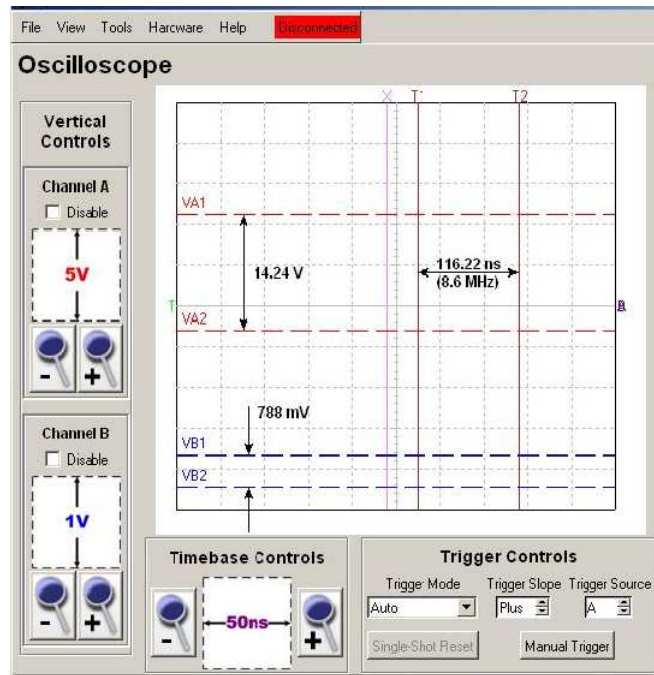 File View Tools Harcware Help Disconnected
Oscilloscope
Vertical
Controls
Channel A
Disable
5V
- +
Channel B
Disable
1V
- +
X T1 T2
VA1
14.24 V
116.22 ns
(8.6 MHz)
T
VA2
788 mV
VB1
VB2
Timebase Controls
- 50ns +
Trigger Controls
Trigger Mode Trigger Slope Trigger Source
Auto Plus A
Single-Shot Reset Manual Trigger